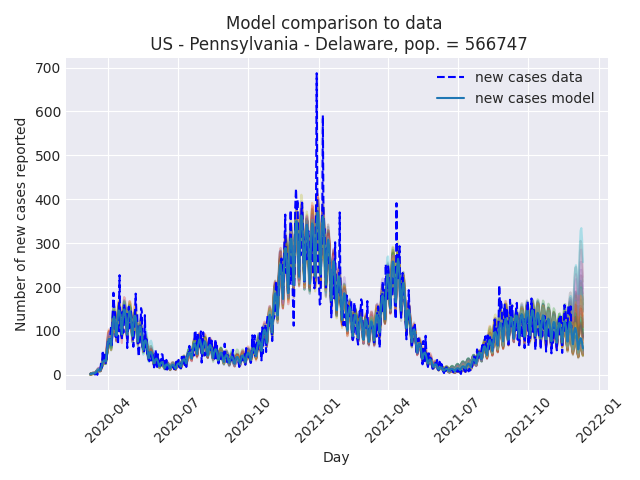 Model comparison to data
US - Pennsylvania - Delaware, pop. = 566747
new cases data
new cases model
Number of new cases reported
700
600
500
400
300
200
100
0
2020-04
2020-07
2020-10
2021-01
2021-04
2021-07
2021-10
2022-01
Day